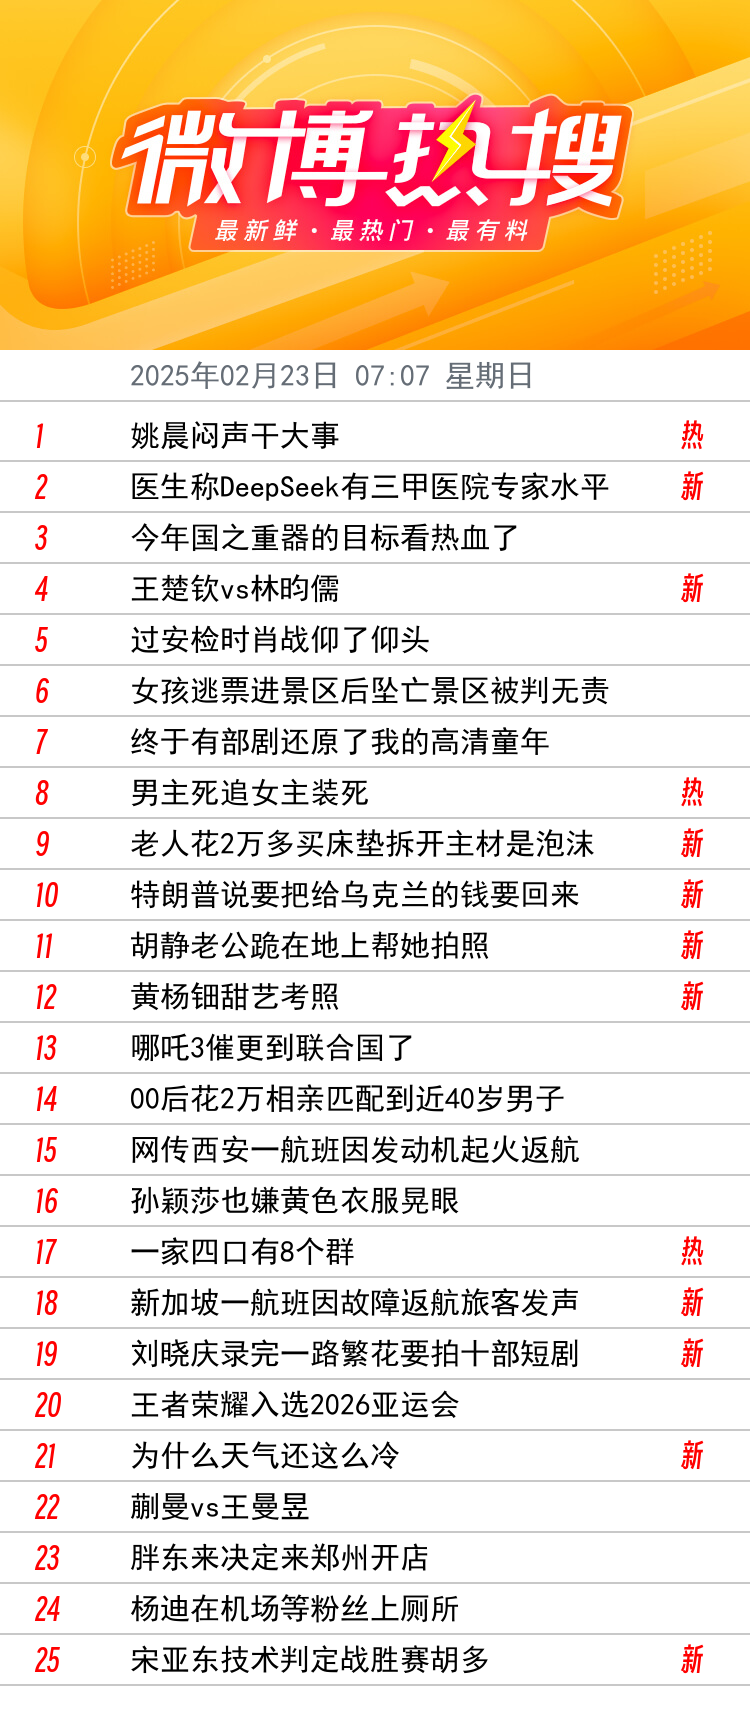 微博热搜
最新鲜·最热门·最有料
2025年02月23日 07:07 星期日
1 姚晨闷声干大事 热
2 医生称DeepSeek有三甲医院专家水平 新
3 今年国之重器的目标看热血了
4 王楚钦vs林昀儒 新
5 过安检时肖战仰了仰头
6 女孩逃票进景区后坠亡景区被判无责
7 终于有部剧还原了我的高清童年
8 男主死追女主装死 热
9 老人花2万多买床垫拆开主材是泡沫 新
10 特朗普说要把给乌克兰的钱要回来 新
11 胡静老公跪在地上帮她拍照 新
12 黄杨钿甜艺考照 新
13 哪吒3催更到联合国了
14 00后花2万相亲匹配到近40岁男子
15 网传西安一航班因发动机起火返航
16 孙颖莎也嫌黄色衣服晃眼
17 一家四口有8个群 热
18 新加坡一航班因故障返航旅客发声 新
19 刘晓庆录完一路繁花要拍十部短剧 新
20 王者荣耀入选2026亚运会
21 为什么天气还这么冷 新
22 蒯曼vs王曼昱
23 胖东来决定来郑州开店
24 杨迪在机场等粉丝上厕所
25 宋亚东技术判定战胜赛胡多 新